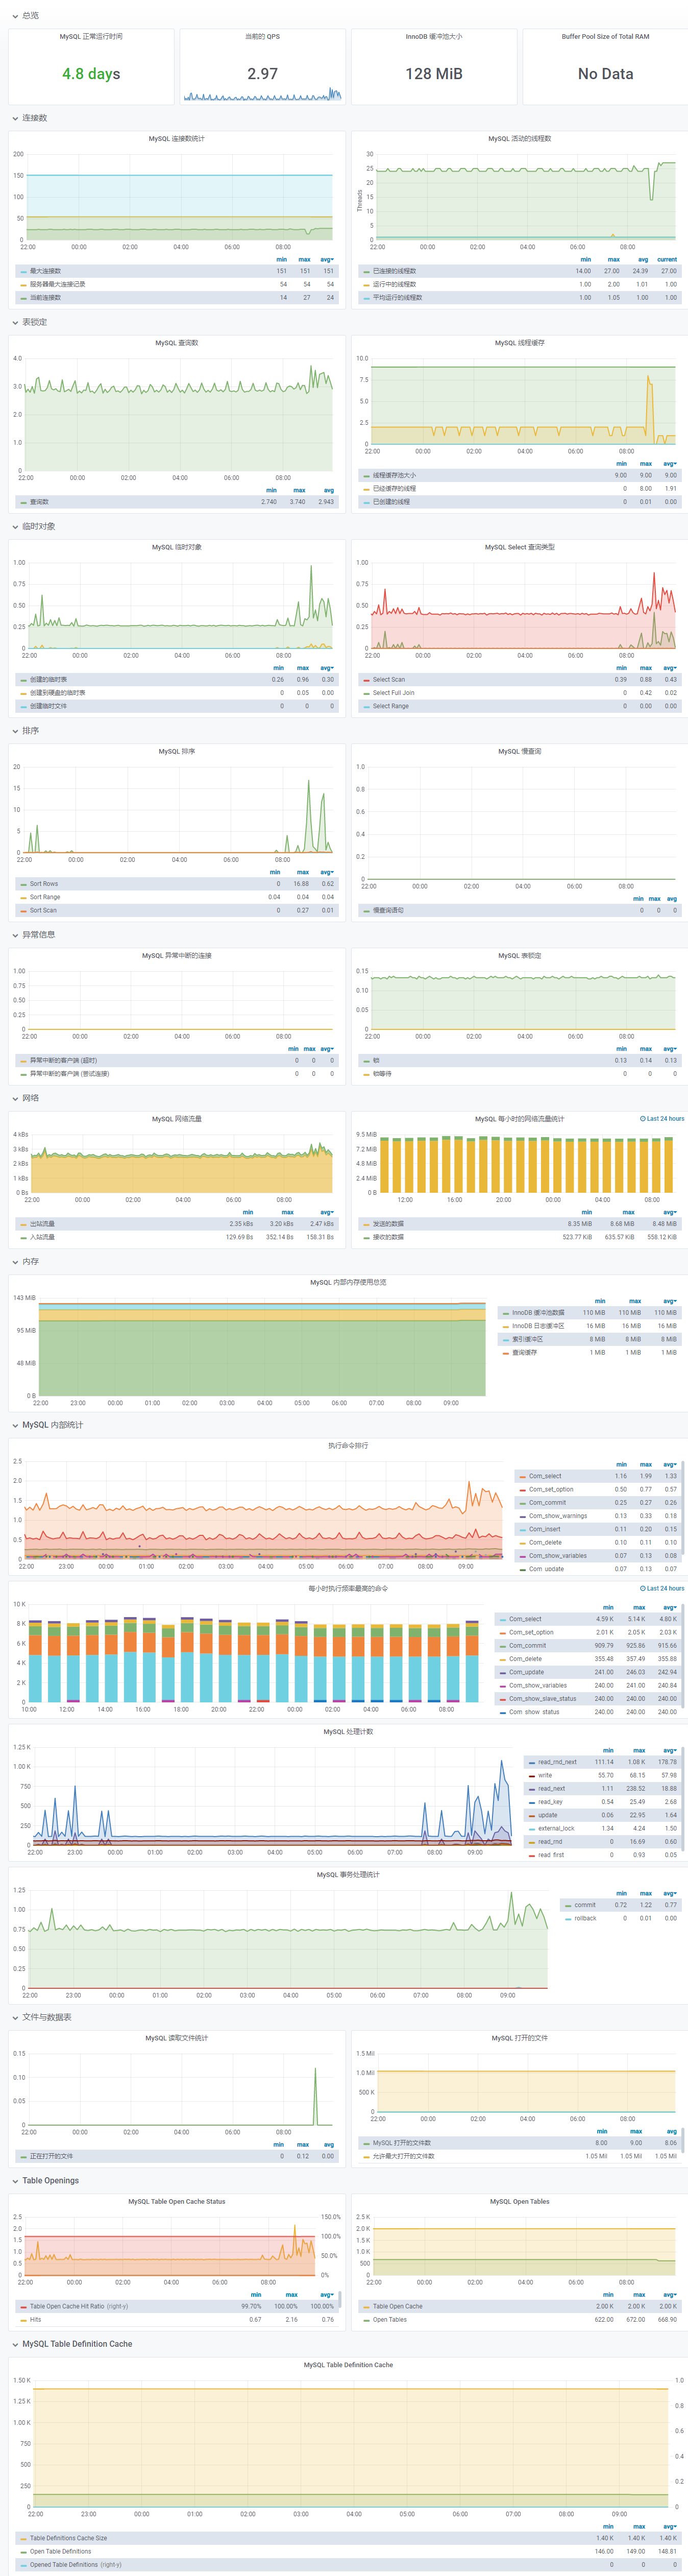 总览
MySQL 正常运行时间
当前的 QPS
InnoDB 缓冲池大小
Buffer Pool Size of Total RAM
4.8 days
2.97
128 MiB
No Data
连接数
MySQL 连接数统计
200
150
100
50
0
22:00 00:00 02:00 04:00 06:00 08:00
min max avg
最大连接数 151 151 151
服务器最大连接记录 54 54 54
当前连接数 14 27 24
MySQL 活动的线程数
Threads
30
25
20
15
10
5
0
22:00 00:00 02:00 04:00 06:00 08:00
min max avg current
已连接的线程数 14.00 27.00 24.39 27.00
运行中的线程数 1.00 2.00 1.01 1.00
平均运行的线程数 1.00 1.05 1.00 1.00
表锁定
MySQL 查询数
4.0
3.0
2.0
1.0
0
22:00 00:00 02:00 04:00 06:00 08:00
min max avg
查询数 2.740 3.740 2.943
MySQL 线程缓存
10.0
7.5
5.0
2.5
0
22:00 00:00 02:00 04:00 06:00 08:00
min max avg
线程缓存池大小 9.00 9.00 9.00
已经缓存的线程 0 8.00 1.91
已创建的线程 0 0.01 0.00
临时对象
MySQL 临时对象
1.00
0.75
0.50
0.25
0
22:00 00:00 02:00 04:00 06:00 08:00
min max avg
创建的临时表 0.26 0.96 0.30
创建到硬盘的临时表 0 0.05 0.00
创建临时文件 0 0 0
MySQL Select 查询类型
1.00
0.75
0.50
0.25
0
22:00 00:00 02:00 04:00 06:00 08:00
min max avg
Select Scan 0.39 0.88 0.43
Select Full Join 0 0.42 0.02
Select Range 0 0.00 0.00
排序
MySQL 排序
20
15
10
5
0
22:00 00:00 02:00 04:00 06:00 08:00
min max avg
Sort Rows 0 16.88 0.62
Sort Range 0.04 0.04 0.04
Sort Scan 0 0.27 0.01
MySQL 慢查询
1.0
0.8
0.6
0.4
0.2
0
22:00 00:00 02:00 04:00 06:00 08:00
min max avg
慢查询语句 0 0 0
异常信息
MySQL 异常中断的连接
1.00
0.75
0.50
0.25
0
22:00 00:00 02:00 04:00 06:00 08:00
min max avg
异常中断的客户端 (超时) 0 0 0
异常中断的客户端 (尝试连接) 0 0 0
MySQL 表锁定
0.15
0.10
0.05
0
22:00 00:00 02:00 04:00 06:00 08:00
min max avg
锁 0.13 0.14 0.13
锁等待 0 0 0
网络
MySQL 网络流量
4 kBs
3 kBs
2 kBs
1 kBs
0 Bs
22:00 00:00 02:00 04:00 06:00 08:00
min max avg
出站流量 2.35 kBs 3.20 kBs 2.47 kBs
入站流量 129.69 Bs 352.14 Bs 158.31 Bs
MySQL 每小时的网络流量统计
Last 24 hours
9.5 MiB
7.2 MiB
4.8 MiB
2.4 MiB
0 B
12:00 16:00 20:00 00:00 04:00 08:00
min max avg
发送的数据 8.35 MiB 8.68 MiB 8.48 MiB
接收的数据 523.77 KiB 635.57 KiB 558.12 KiB
内存
MySQL 内部内存使用总览
143 MiB
95 MiB
48 MiB
0 B
22:00 23:00 00:00 01:00 02:00 03:00 04:00 05:00 06:00 07:00 08:00 09:00
min max avg
InnoDB 缓冲池数据 110 MiB 110 MiB 110 MiB
InnoDB 日志缓冲区 16 MiB 16 MiB 16 MiB
索引缓冲区 8 MiB 8 MiB 8 MiB
查询缓存 1 MiB 1 MiB 1 MiB
MySQL 内部统计
执行命令排行
2.5
2.0
1.5
1.0
0.5
0
22:00 23:00 00:00 01:00 02:00 03:00 04:00 05:00 06:00 07:00 08:00 09:00
min max avg
Com_select 1.16 1.99 1.33
Com_set_option 0.50 0.77 0.57
Com_commit 0.25 0.27 0.26
Com_show_warnings 0.13 0.33 0.18
Com_insert 0.11 0.20 0.15
Com_delete 0.10 0.11 0.10
Com_show_variables 0.07 0.13 0.08
Com_update 0.07 0.13 0.07
每小时执行频率最高的命令
Last 24 hours
10 K
8 K
6 K
4 K
2 K
0
10:00 12:00 14:00 16:00 18:00 20:00 22:00 00:00 02:00 04:00 06:00 08:00
min max avg
Com_select 4.59 K 5.14 K 4.80 K
Com_set_option 2.01 K 2.05 K 2.03 K
Com_commit 909.79 925.86 915.66
Com_delete 355.48 357.49 355.88
Com_update 241.00 246.03 242.94
Com_show_variables 240.00 241.00 240.84
Com_show_slave_status 240.00 240.00 240.00
Com_show_status 240.00 240.00 240.00
MySQL 处理计数
1.25 K
1.00 K
750
500
250
0
22:00 23:00 00:00 01:00 02:00 03:00 04:00 05:00 06:00 07:00 08:00 09:00
min max avg
read_rnd_next 111.14 1.08 K 178.78
write 55.70 68.15 57.98
read_next 1.11 238.52 18.88
read_key 0.54 25.49 2.68
update 0.06 22.95 1.64
external_lock 1.34 4.24 1.50
read_rnd 0 16.69 0.60
read_first 0 0.93 0.05
MySQL 事务处理统计
1.25
1.00
0.75
0.50
0.25
0
22:00 23:00 00:00 01:00 02:00 03:00 04:00 05:00 06:00 07:00 08:00 09:00
min max avg
commit 0.72 1.22 0.77
rollback 0 0.01 0.00
文件与数据表
MySQL 读取文件统计
0.15
0.10
0.05
0
22:00 00:00 02:00 04:00 06:00 08:00
min max avg
正在打开的文件 0 0.12 0.00
MySQL 打开的文件
1.5 Mil
1.0 Mil
500 K
0
22:00 00:00 02:00 04:00 06:00 08:00
min max avg
MySQL 打开的文件数 8.00 9.00 8.06
允许最大打开的文件数 1.05 Mil 1.05 Mil 1.05 Mil
Table Openings
MySQL Table Open Cache Status
2.5
2.0
1.5
1.0
0.5
0
150.0%
100.0%
50.0%
0%
22:00 00:00 02:00 04:00 06:00 08:00
min max avg
Table Open Cache Hit Ratio (right-y) 99.70% 100.00% 100.00%
Hits 0.67 2.16 0.76
MySQL Open Tables
2.5 K
2.0 K
1.5 K
1.0 K
500
0
22:00 00:00 02:00 04:00 06:00 08:00
min max avg
Table Open Cache 2.00 K 2.00 K 2.00 K
Open Tables 622.00 672.00 668.90
MySQL Table Definition Cache
MySQL Table Definition Cache
1.50 K
1.25 K
1.00 K
750
500
250
0
1.0
0.8
0.6
0.4
0.2
0
22:00 23:00 00:00 01:00 02:00 03:00 04:00 05:00 06:00 07:00 08:00 09:00
min max avg
Table Definitions Cache Size 1.40 K 1.40 K 1.40 K
Open Table Definitions 146.00 149.00 148.81
Opened Table Definitions (right-y) 0 0 0